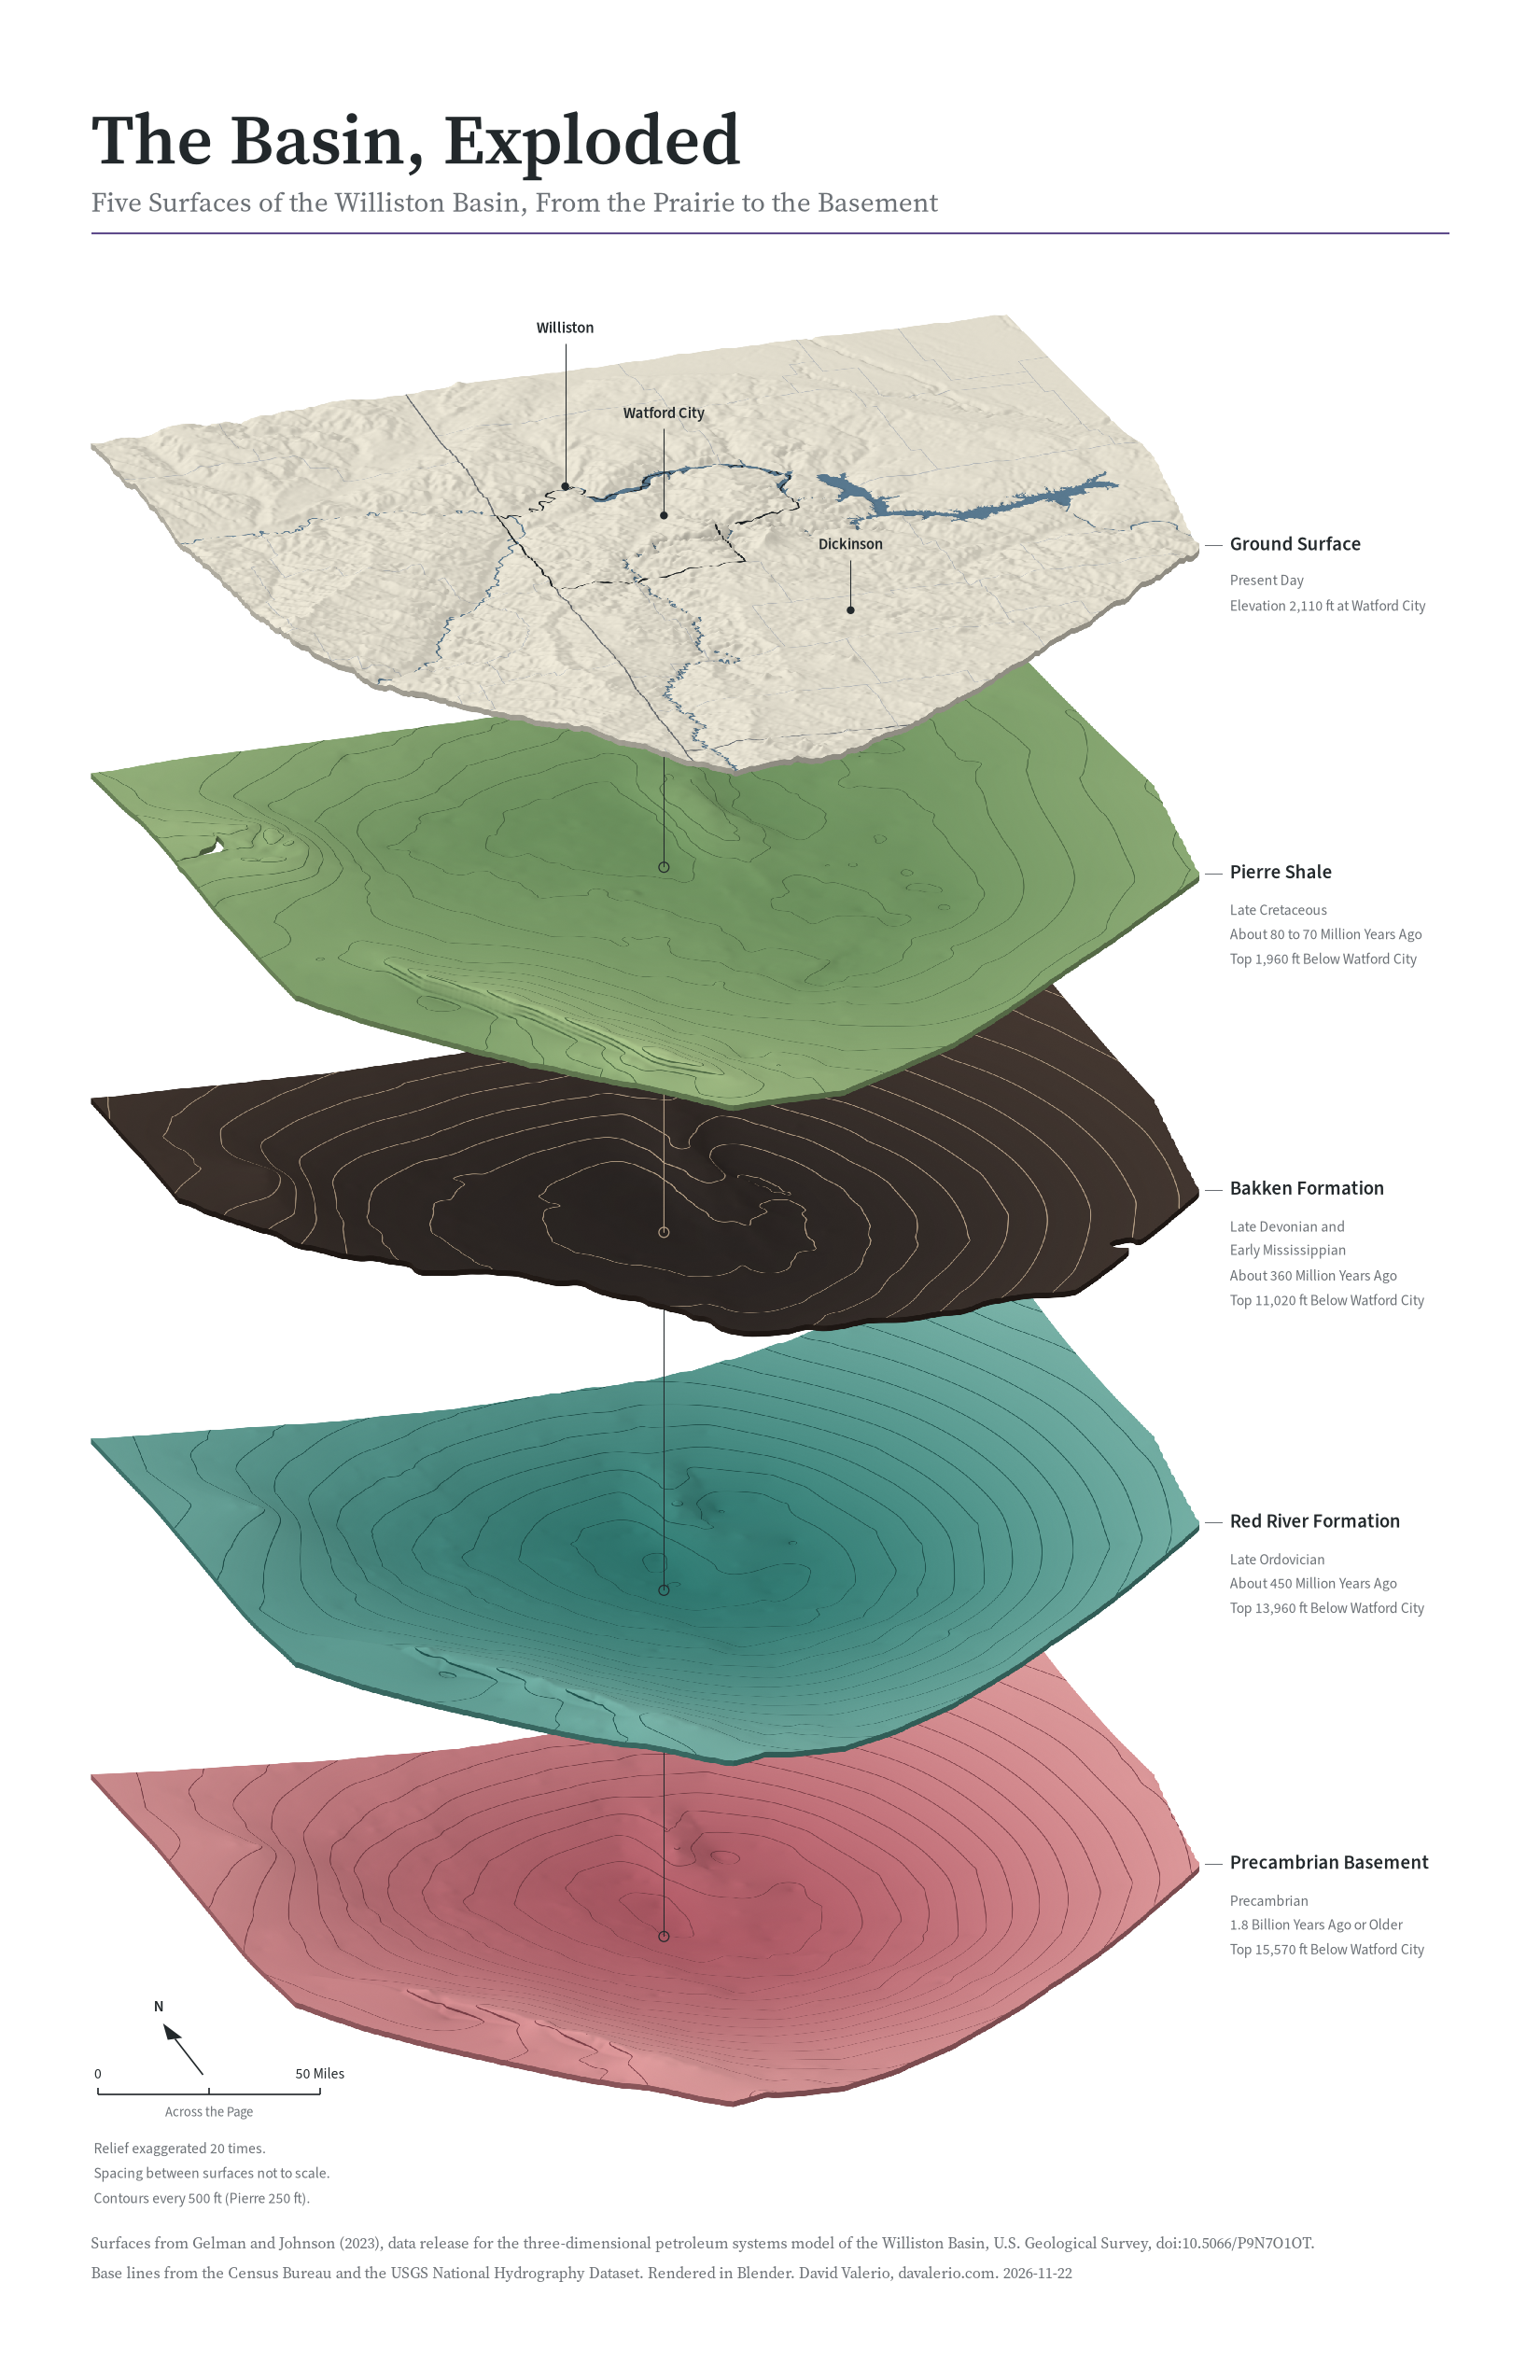 The Basin, Exploded
Five Surfaces of the Williston Basin, From the Prairie to the Basement
Williston
Watford City
Dickinson
Ground Surface
Present Day
Elevation 2,110 ft at Watford City
Pierre Shale
Late Cretaceous
About 80 to 70 Million Years Ago
Top 1,960 ft Below Watford City
Bakken Formation
Late Devonian and
Early Mississippian
About 360 Million Years Ago
Top 11,020 ft Below Watford City
Red River Formation
Late Ordovician
About 450 Million Years Ago
Top 13,960 ft Below Watford City
Precambrian Basement
Precambrian
1.8 Billion Years Ago or Older
Top 15,570 ft Below Watford City
N
0 50 Miles
Across the Page
Relief exaggerated 20 times.
Spacing between surfaces not to scale.
Contours every 500 ft (Pierre 250 ft).
Surfaces from Gelman and Johnson (2023), data release for the three-dimensional petroleum systems model of the Williston Basin, U.S. Geological Survey, doi:10.5066/P9N7O1OT.
Base lines from the Census Bureau and the USGS National Hydrography Dataset. Rendered in Blender. David Valerio, davalerio.com. 2026-11-22